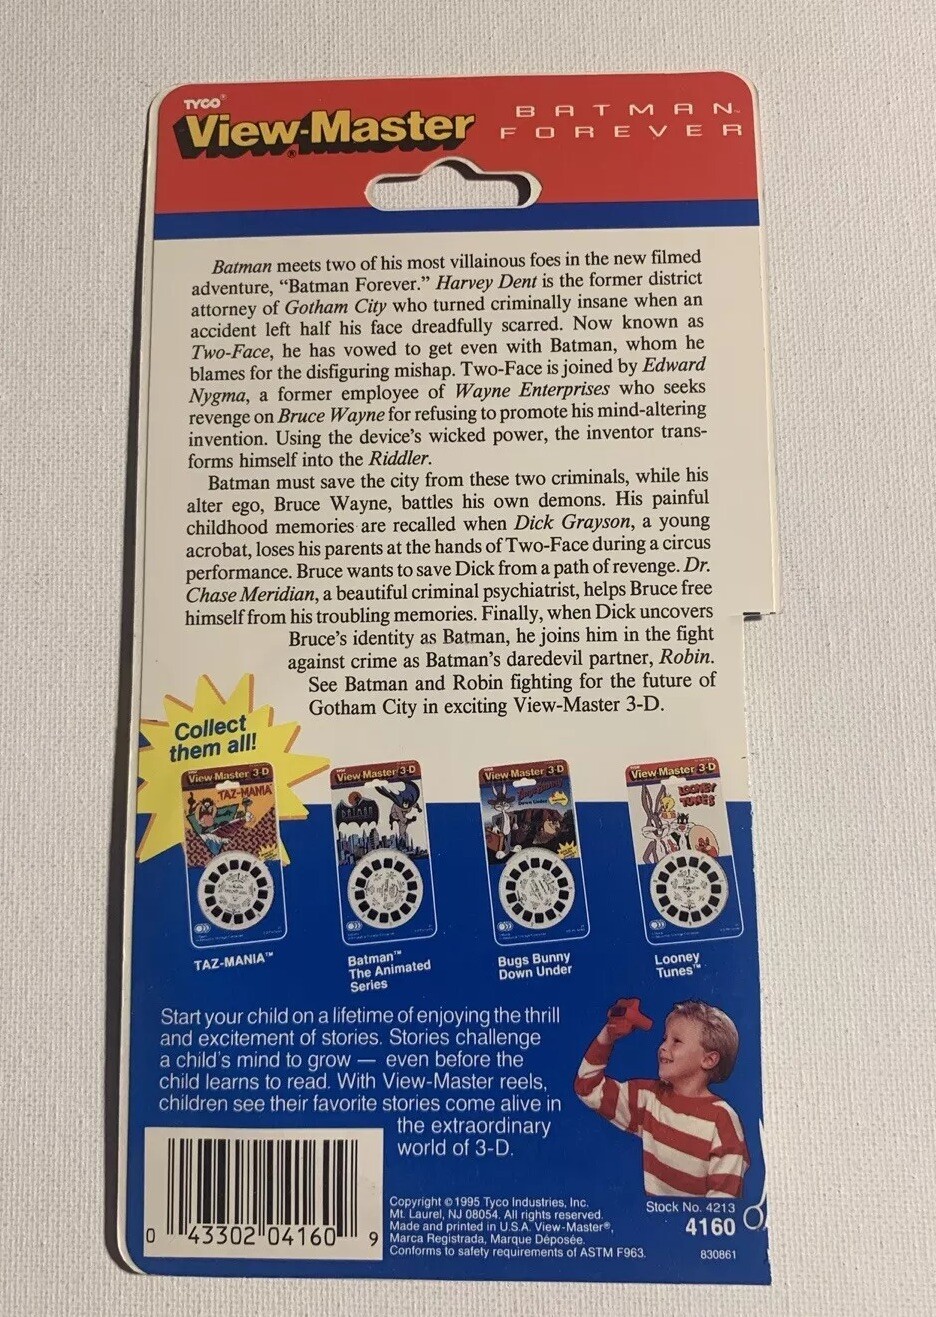 TYCO®
View-Master®
BATMAN™
FOREVER
Batman meets two of his most villainous foes in the new filmed
adventure, “Batman Forever.” Harvey Dent is the former district
attorney of Gotham City who turned criminally insane when an
accident left half his face dreadfully scarred. Now known as
Two-Face, he has vowed to get even with Batman, whom he
blames for the disfiguring mishap. Two-Face is joined by Edward
Nygma, a former employee of Wayne Enterprises who seeks
revenge on Bruce Wayne for refusing to promote his mind-altering
invention. Using the device's wicked power, the inventor trans-
forms himself into the Riddler.
Batman must save the city from these two criminals, while his
alter ego, Bruce Wayne, battles his own demons. His painful
childhood memories are recalled when Dick Grayson, a young
acrobat, loses his parents at the hands of Two-Face during a circus
performance. Bruce wants to save Dick from a path of revenge. Dr.
Chase Meridian, a beautiful criminal psychiatrist, helps Bruce free
himself from his troubling memories. Finally, when Dick uncovers
Bruce's identity as Batman, he joins him in the fight
against crime as Batman's daredevil partner, Robin.
See Batman and Robin fighting for the future of
Gotham City in exciting View-Master 3-D.
Collect
them all!
View-Master 3-D
TAZ-MANIA
View-Master 3-D
BATMAN
View-Master 3-D
Bugs Bunny
Down Under
View-Master 3-D
LOONEY
TUNES
TAZ-MANIA™
Batman™
The Animated
Series
Bugs Bunny
Down Under
Looney
Tunes™
Start your child on a lifetime of enjoying the thrill
and excitement of stories. Stories challenge
a child's mind to grow — even before the
child learns to read. With View-Master reels,
children see their favorite stories come alive in
the extraordinary
world of 3-D.
0 43302 04160 9
Copyright © 1995 Tyco Industries, Inc.
Mt. Laurel, NJ 08054. All rights reserved.
Made and printed in U.S.A. View-Master®,
Marca Registrada, Marque Déposée.
Conforms to safety requirements of ASTM F963.
Stock No. 4213
4160
830861